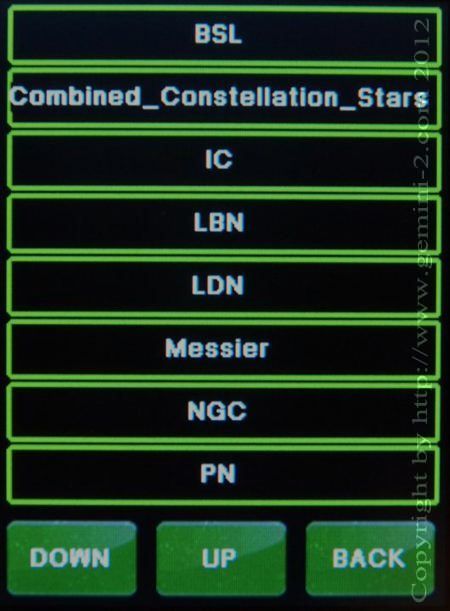 BSL
Combined_Constellation_Stars
IC
LBN
LDN
Messier
NGC
PN
DOWN UP BACK
Copyright by http://www.gemini-2.com 2012